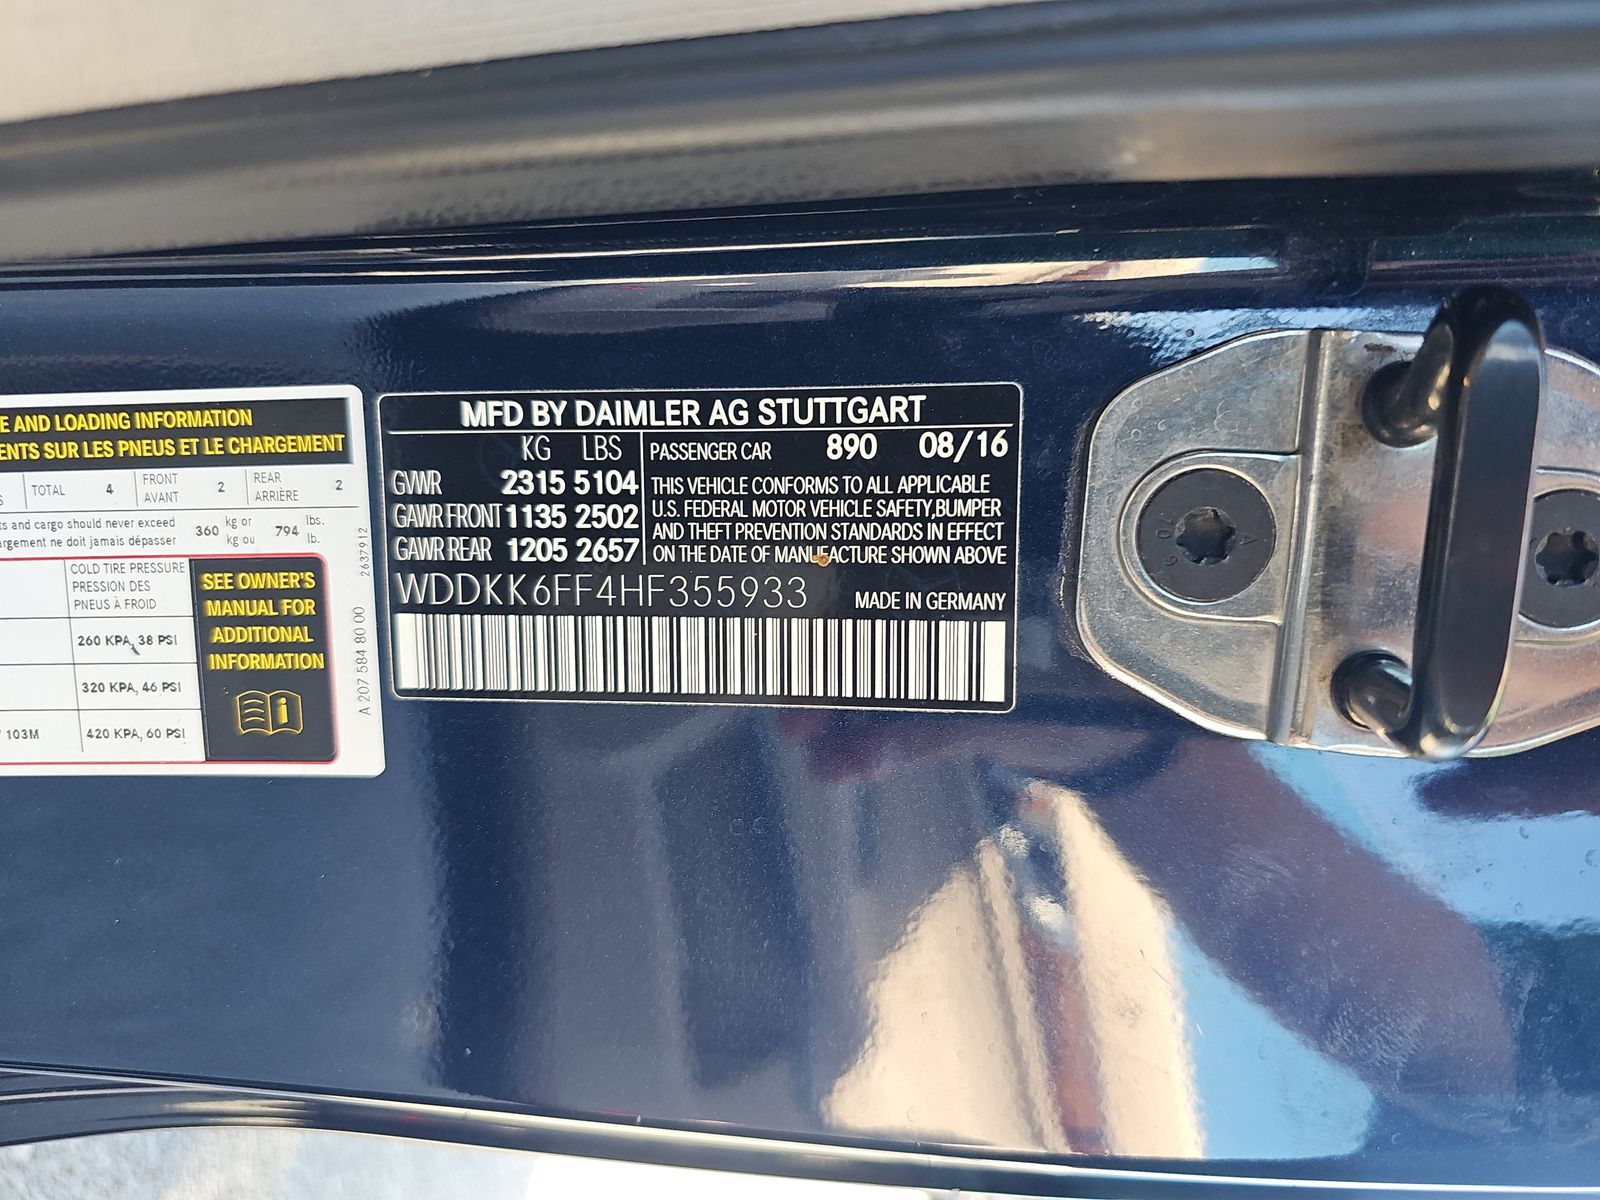 E AND LOADING INFORMATION
ENTS SUR LES PNEUS ET LE CHARGEMENT
TOTAL 4 FRONT AVANT 2 REAR ARRIÈRE 2
ts and cargo should never exceed 360 kg or 794 lbs.
argement ne doit jamais dépasser kg ou lb.
COLD TIRE PRESSURE
PRESSION DES
PNEUS À FROID
260 KPA, 38 PSI
320 KPA, 46 PSI
103M 420 KPA, 60 PSI
SEE OWNER'S
MANUAL FOR
ADDITIONAL
INFORMATION
A 207 584 80 00 2637912
MFD BY DAIMLER AG STUTTGART
KG LBS
GVWR 2315 5104
GAWR FRONT 1135 2502
GAWR REAR 1205 2657
PASSENGER CAR 890 08/16
THIS VEHICLE CONFORMS TO ALL APPLICABLE
U.S. FEDERAL MOTOR VEHICLE SAFETY,BUMPER
AND THEFT PREVENTION STANDARDS IN EFFECT
ON THE DATE OF MANUFACTURE SHOWN ABOVE
WDDKK6FF4HF355933 MADE IN GERMANY